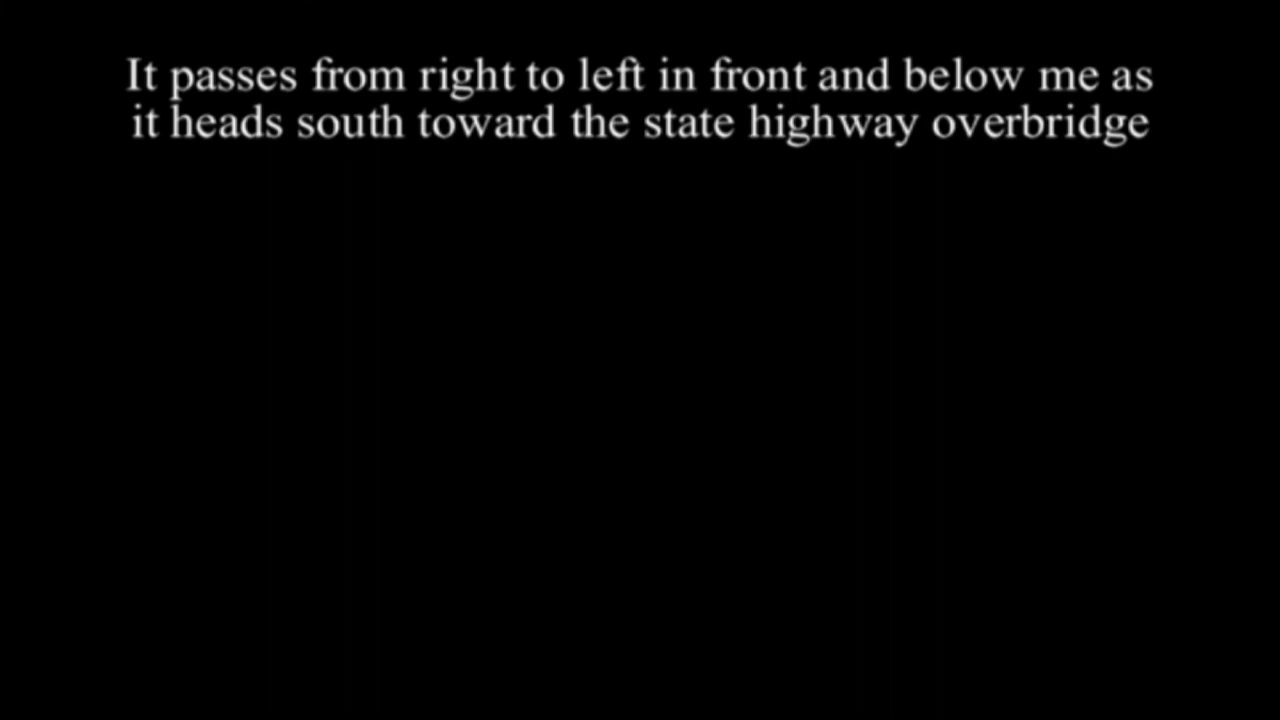 It passes from right to left in front and below me as
it heads south toward the state highway overbridge